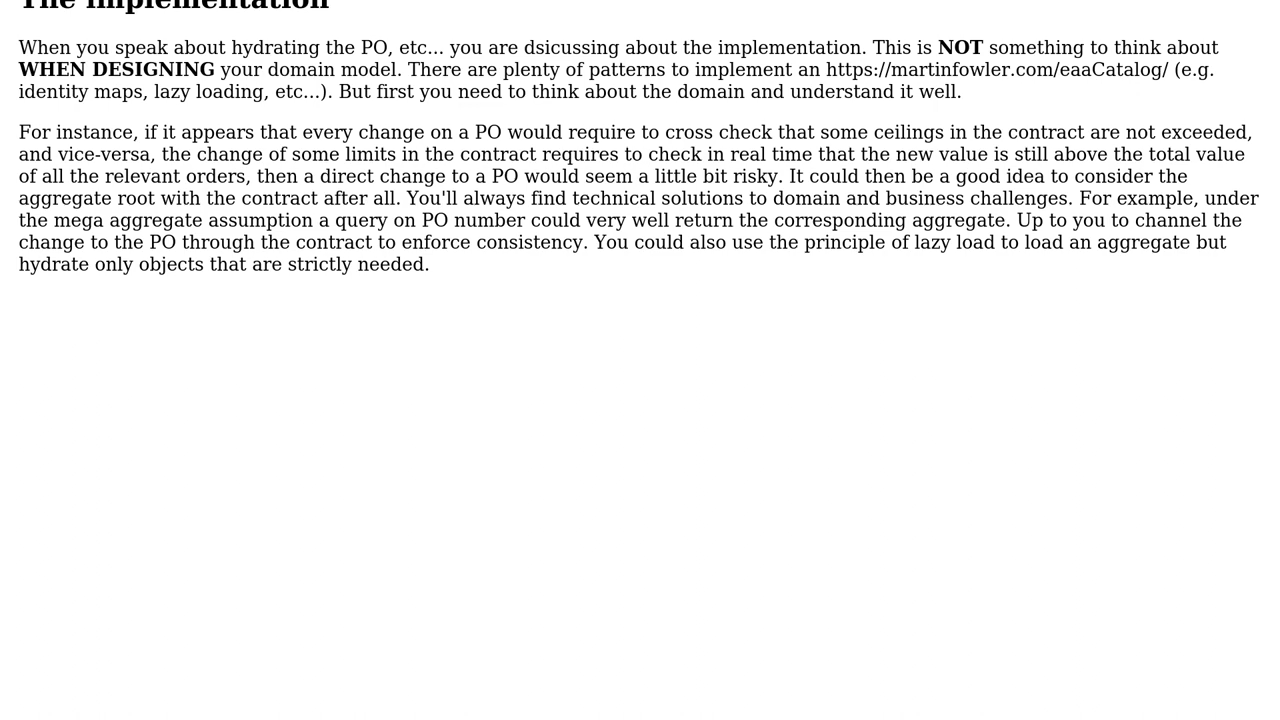 The Implementation
When you speak about hydrating the PO, etc... you are dsicussing about the implementation. This is NOT something to think about
WHEN DESIGNING your domain model. There are plenty of patterns to implement an https://martinfowler.com/eaaCatalog/ (e.g.
identity maps, lazy loading, etc...). But first you need to think about the domain and understand it well.
For instance, if it appears that every change on a PO would require to cross check that some ceilings in the contract are not exceeded,
and vice-versa, the change of some limits in the contract requires to check in real time that the new value is still above the total value
of all the relevant orders, then a direct change to a PO would seem a little bit risky. It could then be a good idea to consider the
aggregate root with the contract after all. You'll always find technical solutions to domain and business challenges. For example, under
the mega aggregate assumption a query on PO number could very well return the corresponding aggregate. Up to you to channel the
change to the PO through the contract to enforce consistency. You could also use the principle of lazy load to load an aggregate but
hydrate only objects that are strictly needed.